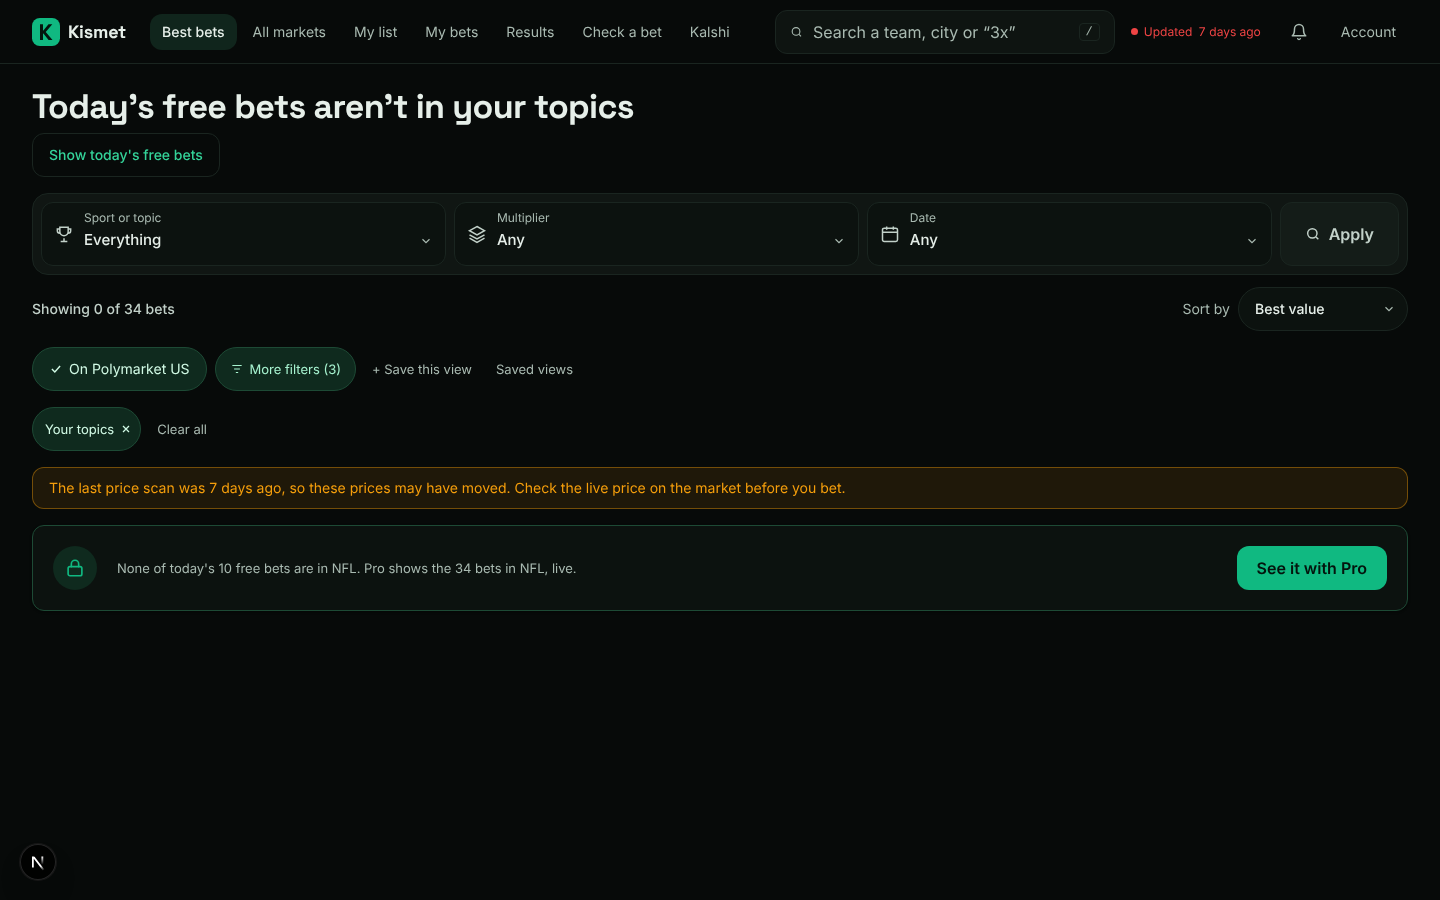 K Kismet Best bets All markets My list My bets Results Check a bet Kalshi Search a team, city or “3x” / Updated 7 days ago Account
Today’s free bets aren’t in your topics
Show today's free bets
Sport or topic Multiplier Date
Everything Any Any Apply
Showing 0 of 34 bets Sort by Best value
On Polymarket US More filters (3) + Save this view Saved views
Your topics × Clear all
The last price scan was 7 days ago, so these prices may have moved. Check the live price on the market before you bet.
None of today's 10 free bets are in NFL. Pro shows the 34 bets in NFL, live. See it with Pro
N